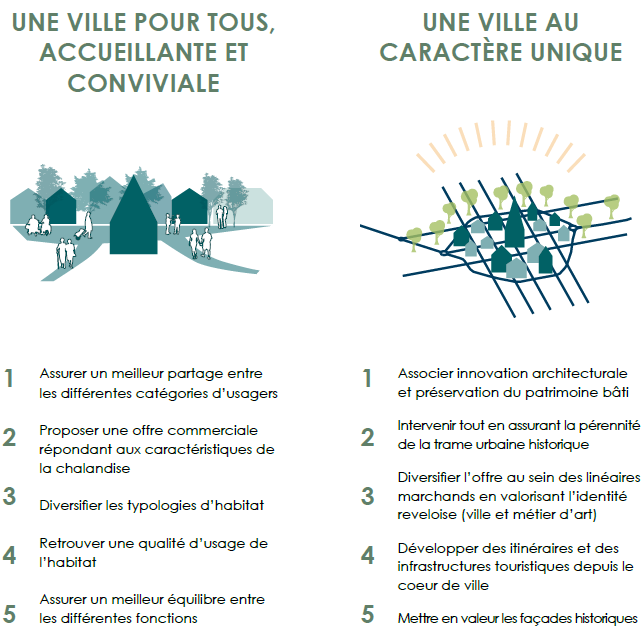 UNE VILLE POUR TOUS,
ACCUEILLANTE ET
CONVIVIALE
1 Assurer un meilleur partage entre
les différentes catégories d'usagers
2 Proposer une offre commerciale
répondant aux caractéristiques de
la chalandise
3 Diversifier les typologies d'habitat
4 Retrouver une qualité d'usage de
l'habitat
5 Assurer un meilleur équilibre entre
les différentes fonctions
UNE VILLE AU
CARACTÈRE UNIQUE
1 Associer innovation architecturale
et préservation du patrimoine bâti
2 Intervenir tout en assurant la pérennité
de la trame urbaine historique
3 Diversifier l'offre au sein des linéaires
marchands en valorisant l'identité
reveloise (ville et métier d'art)
4 Développer des itinéraires et des
infrastructures touristiques depuis le
coeur de ville
5 Mettre en valeur les façades historiques